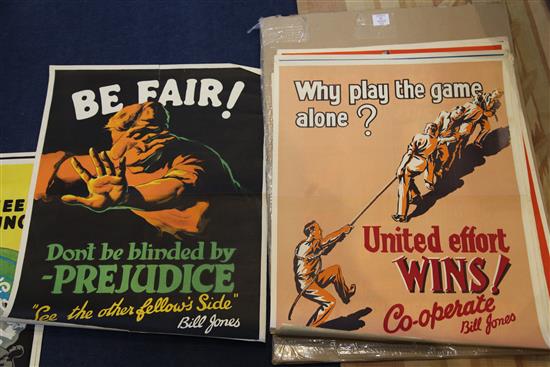 BE FAIR!
Don't be blinded by
-PREJUDICE
"See the other fellow's Side"
Bill Jones
Why play the game
alone?
United effort
WINS!
Co-operate
Bill Jones